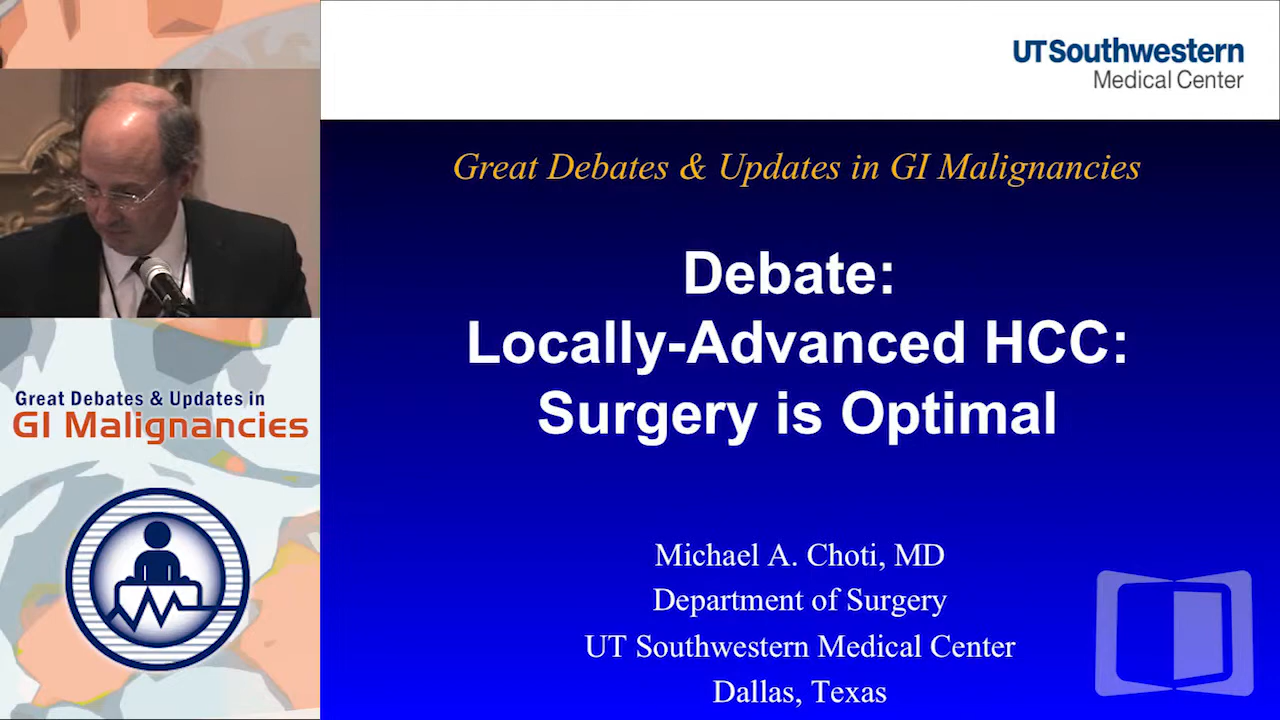 UTSouthwestern
Medical Center
Great Debates & Updates in GI Malignancies
Debate:
Locally-Advanced HCC:
Surgery is Optimal
Michael A. Choti, MD
Department of Surgery
UT Southwestern Medical Center
Dallas, Texas
Great Debates & Updates in
GI Malignancies